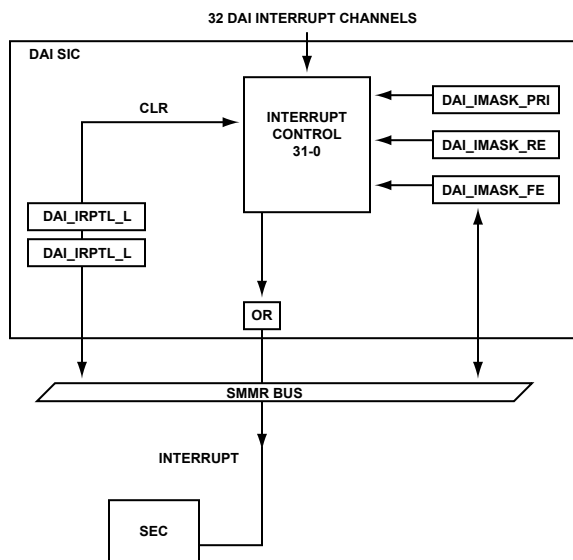 32 DAI INTERRUPT CHANNELS
DAI SIC
CLR
INTERRUPT
CONTROL
31-0
DAI_IMASK_PRI
DAI_IMASK_RE
DAI_IMASK_FE
DAI_IRPTL_L
DAI_IRPTL_L
OR
SMMR BUS
INTERRUPT
SEC